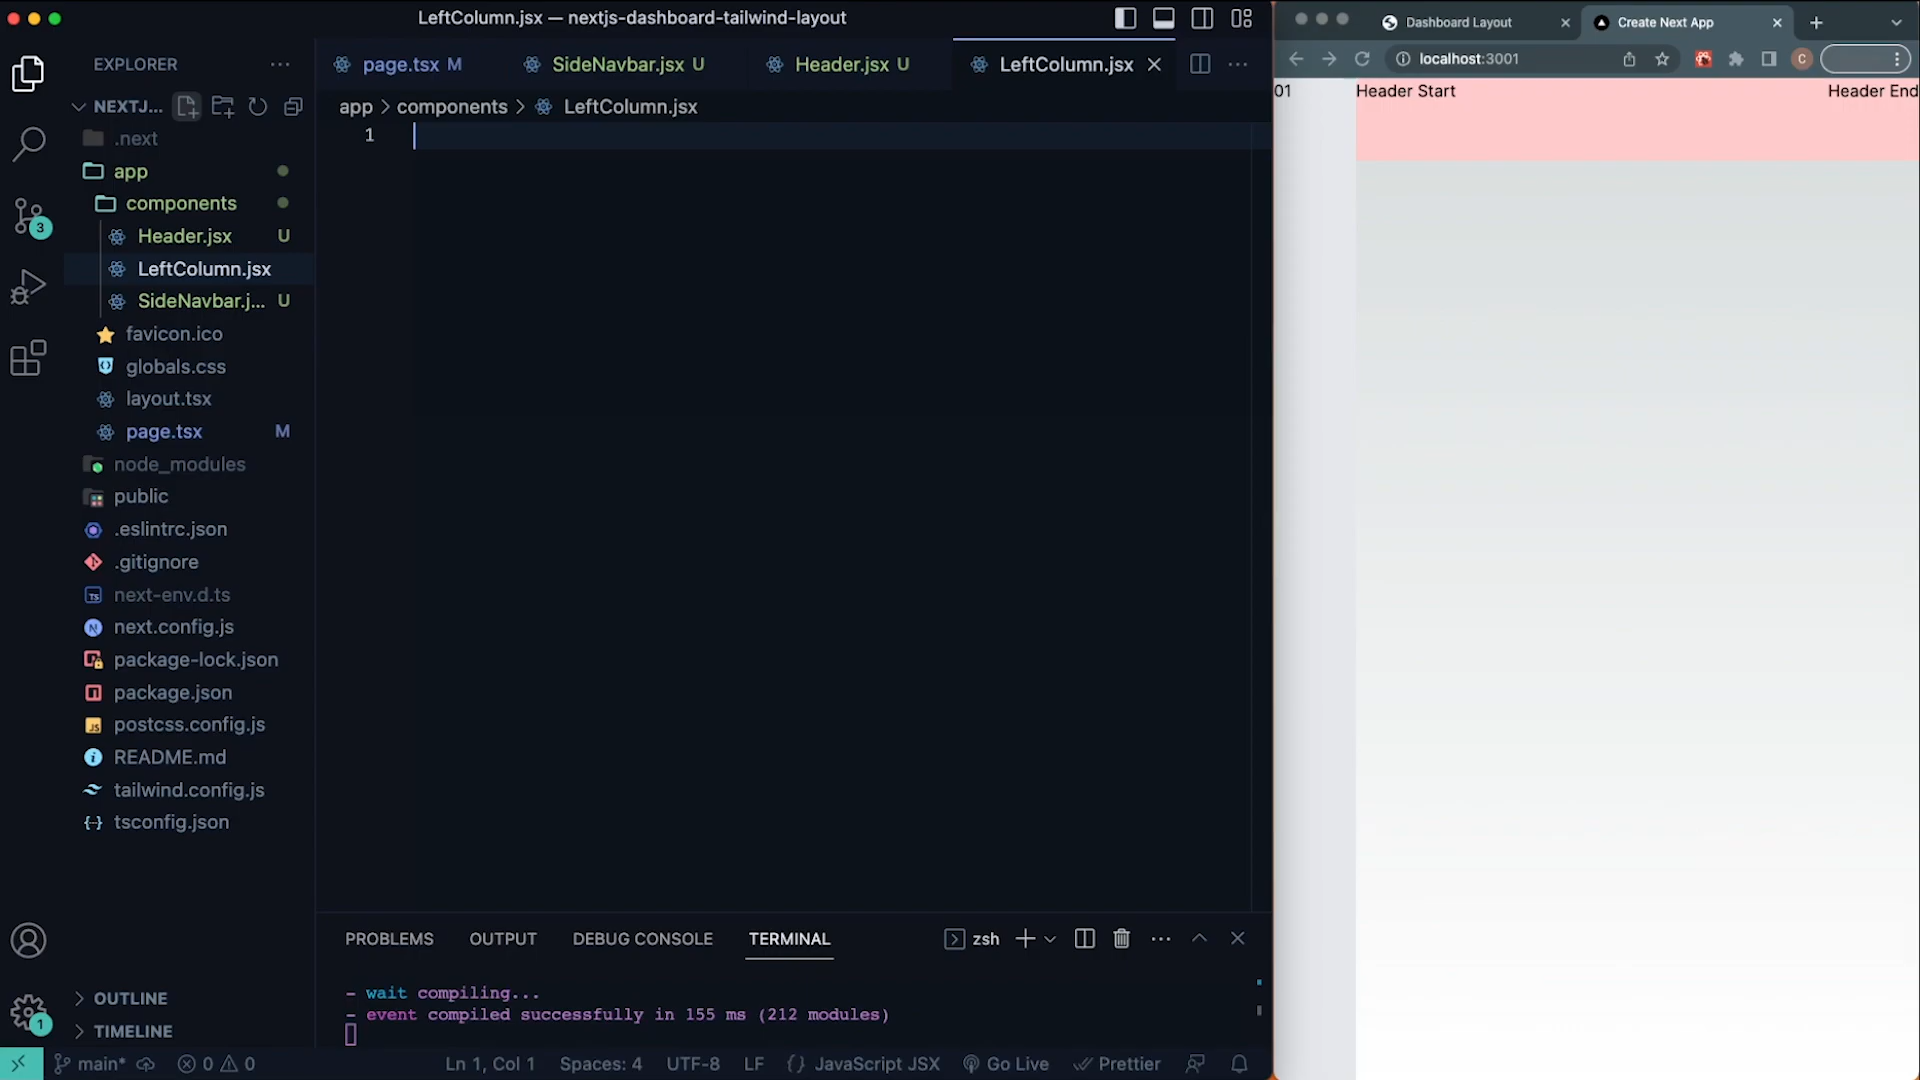 LeftColumn.jsx — nextjs-dashboard-tailwind-layout
EXPLORER
NEXTJ...
.next
app
components
Header.jsx U
LeftColumn.jsx
SideNavbar.j... U
favicon.ico
globals.css
layout.tsx
page.tsx M
node_modules
public
.eslintrc.json
.gitignore
next-env.d.ts
next.config.js
package-lock.json
package.json
postcss.config.js
README.md
tailwind.config.js
tsconfig.json
OUTLINE
TIMELINE
3
1
page.tsx M SideNavbar.jsx U Header.jsx U LeftColumn.jsx
app > components > LeftColumn.jsx
1
PROBLEMS OUTPUT DEBUG CONSOLE TERMINAL zsh
- wait compiling...
- event compiled successfully in 155 ms (212 modules)
main* 0 0 Ln 1, Col 1 Spaces: 4 UTF-8 LF {} JavaScript JSX Go Live Prettier
Dashboard Layout Create Next App
localhost:3001 C
01 Header Start Header End